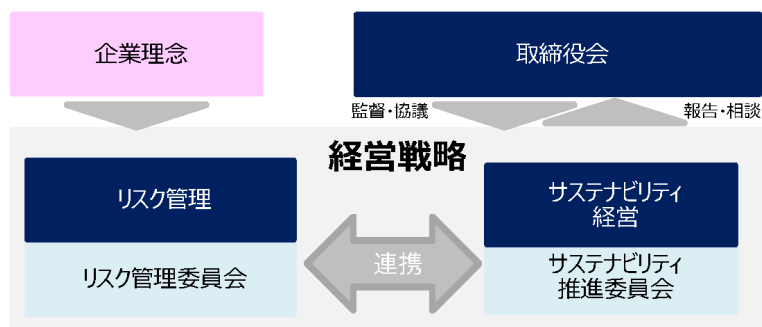 企業理念
取締役会
監督・協議
報告・相談
経営戦略
リスク管理
リスク管理委員会
連携
サステナビリティ
経営
サステナビリティ
推進委員会